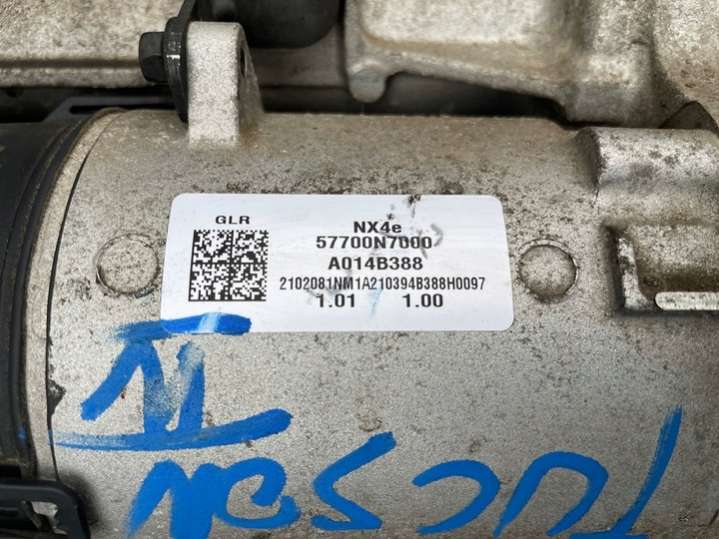 GLR
NX4e
57700N7000
A014B388
2102081NM1A210394B388H0097
1.01 1.00
TUCSON
IV